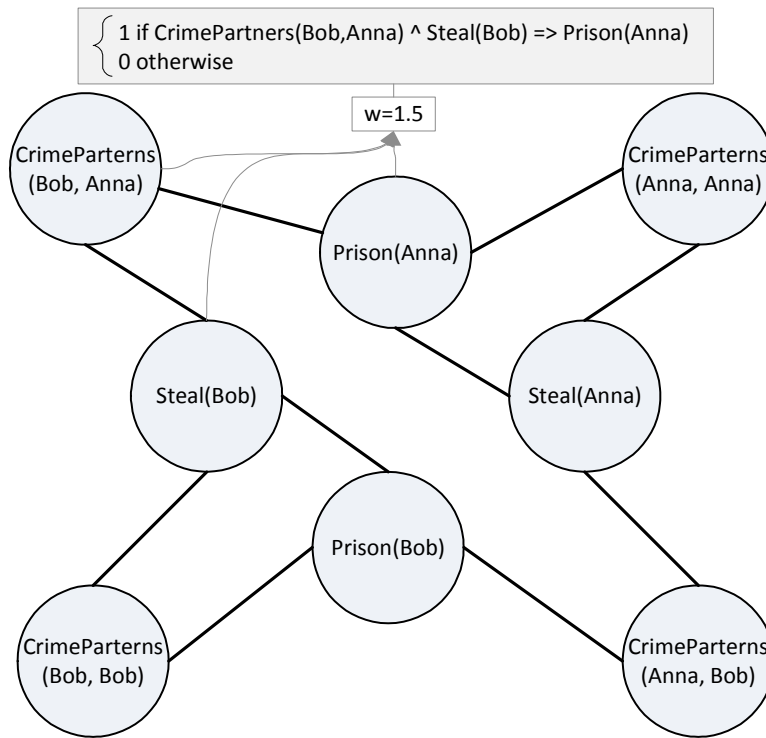 1 if CrimePartners(Bob,Anna) ^ Steal(Bob) => Prison(Anna)
0 otherwise
w=1.5
CrimeParterns
(Bob, Anna)
CrimeParterns
(Anna, Anna)
Prison(Anna)
Steal(Bob)
Steal(Anna)
Prison(Bob)
CrimeParterns
(Bob, Bob)
CrimeParterns
(Anna, Bob)